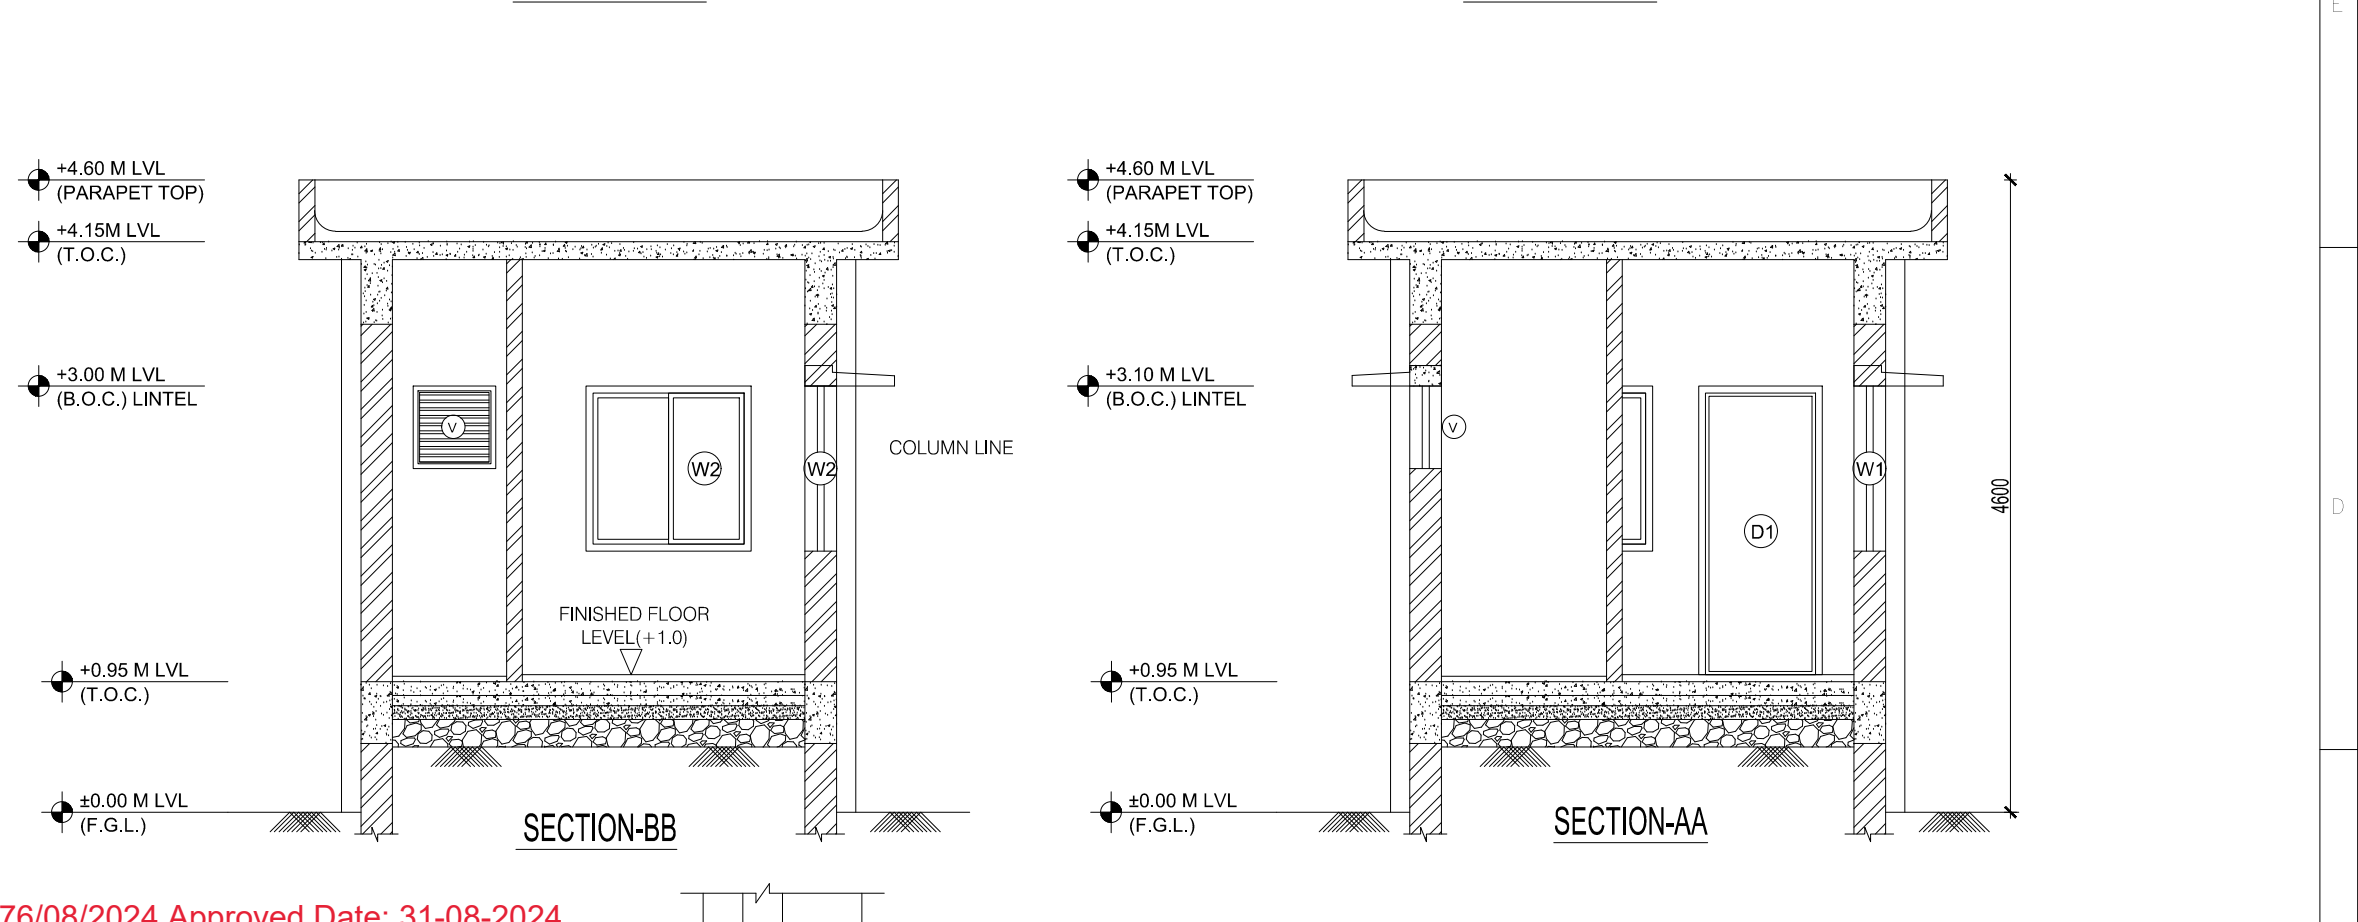 E
+4.60 M LVL
(PARAPET TOP)
+4.15M LVL
(T.O.C.)
+3.00 M LVL
(B.O.C.) LINTEL
V
W2
W2
COLUMN LINE
FINISHED FLOOR
LEVEL(+1.0)
+0.95 M LVL
(T.O.C.)
±0.00 M LVL
(F.G.L.)
SECTION-BB
+4.60 M LVL
(PARAPET TOP)
+4.15M LVL
(T.O.C.)
+3.10 M LVL
(B.O.C.) LINTEL
V
W1
D1
4600
D
+0.95 M LVL
(T.O.C.)
±0.00 M LVL
(F.G.L.)
SECTION-AA
76/08/2024 Approved Date: 31-08-2024